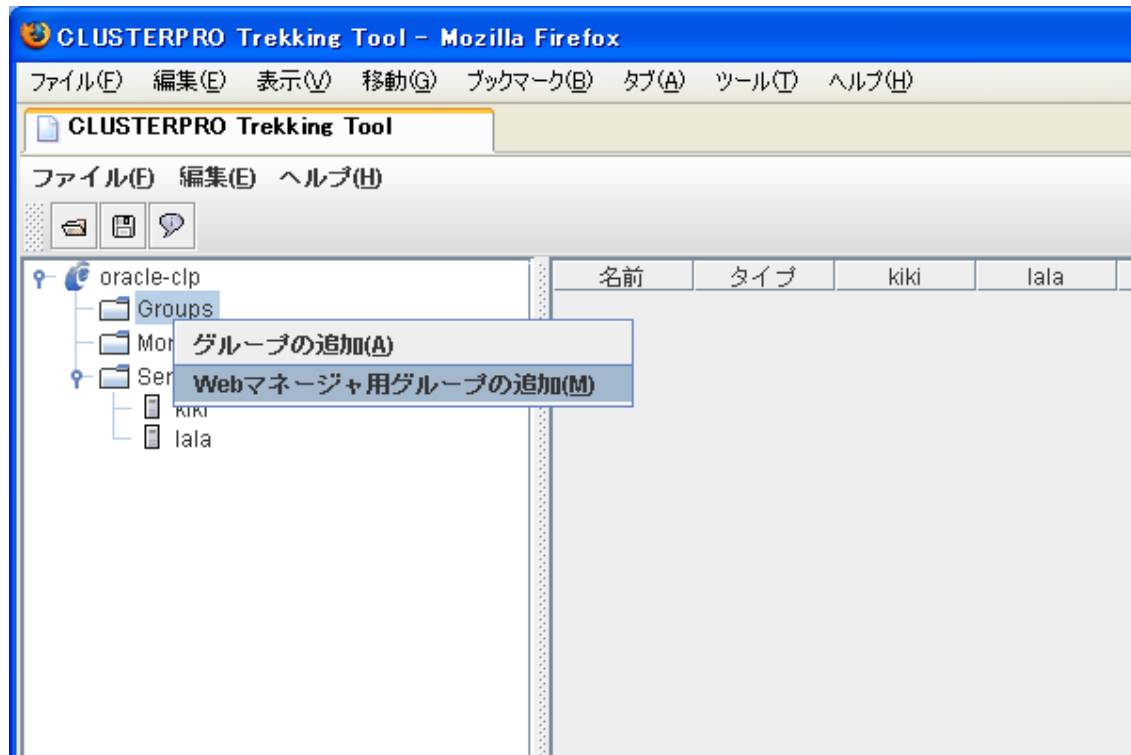 CLUSTERPRO Trekking Tool - Mozilla Firefox
ファイル(F) 編集(E) 表示(V) 移動(G) ブックマーク(B) タブ(A) ツール(T) ヘルプ(H)
CLUSTERPRO Trekking Tool
ファイル(F) 編集(E) ヘルプ(H)
oracle-clp
Groups
Mor
Ser
kiki
lala
グループの追加(A)
Webマネージャ用グループの追加(M)
名前 タイプ kiki lala